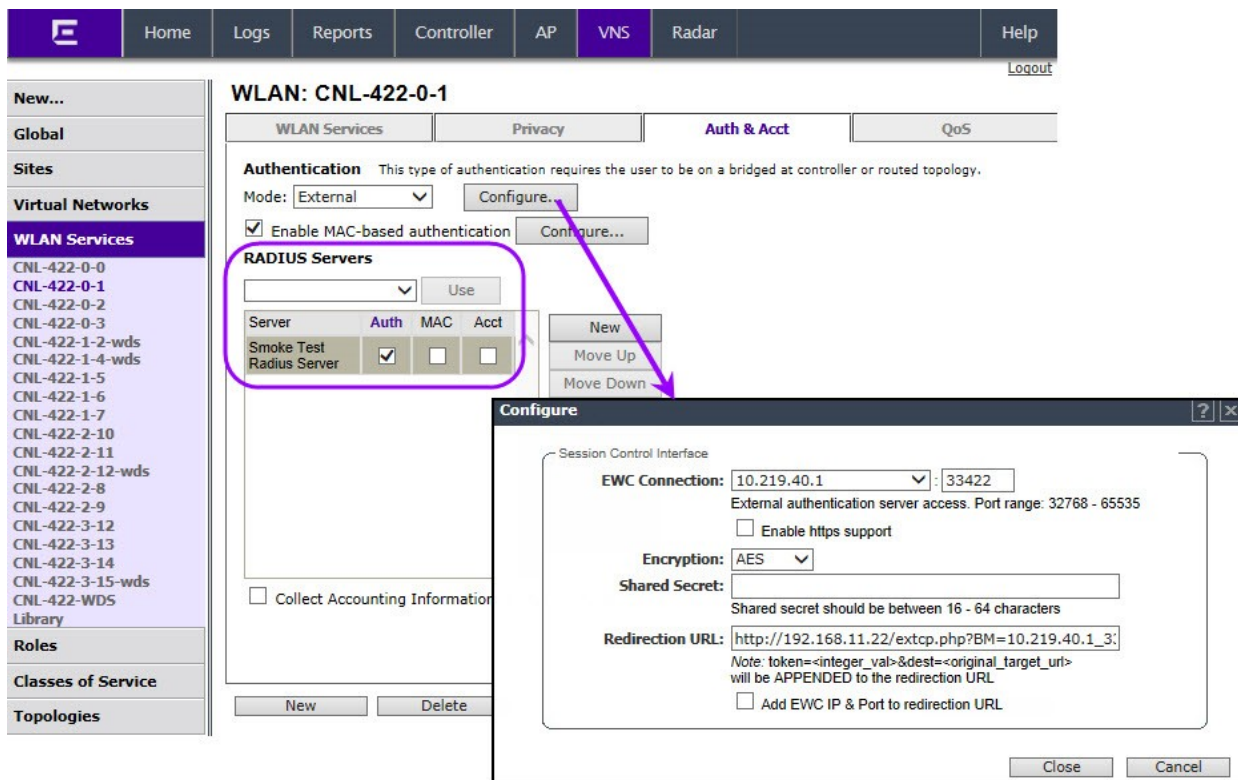 Home Logs Reports Controller AP VNS Radar Help
Logout
New...
Global
Sites
Virtual Networks
WLAN Services
CNL-422-0-0
CNL-422-0-1
CNL-422-0-2
CNL-422-0-3
CNL-422-1-2-wds
CNL-422-1-4-wds
CNL-422-1-5
CNL-422-1-6
CNL-422-1-7
CNL-422-2-10
CNL-422-2-11
CNL-422-2-12-wds
CNL-422-2-8
CNL-422-2-9
CNL-422-3-12
CNL-422-3-13
CNL-422-3-14
CNL-422-3-15-wds
CNL-422-WDS
Library
Roles
Classes of Service
Topologies
WLAN: CNL-422-0-1
WLAN Services Privacy Auth & Acct QoS
Authentication This type of authentication requires the user to be on a bridged at controller or routed topology.
Mode: External Configure...
Enable MAC-based authentication Configure...
RADIUS Servers
Use
Server Auth MAC Acct
Smoke Test
Radius Server
New
Move Up
Move Down
Collect Accounting Information
New Delete
Configure ? X
Session Control Interface
EWC Connection: 10.219.40.1 : 33422
External authentication server access. Port range: 32768 - 65535
Enable https support
Encryption: AES
Shared Secret:
Shared secret should be between 16 - 64 characters
Redirection URL: http://192.168.11.22/extcp.php?BM=10.219.40.1_3
Note: token=<integer_val>&dest=<original_target_url>
will be APPENDED to the redirection URL
Add EWC IP & Port to redirection URL
Close Cancel